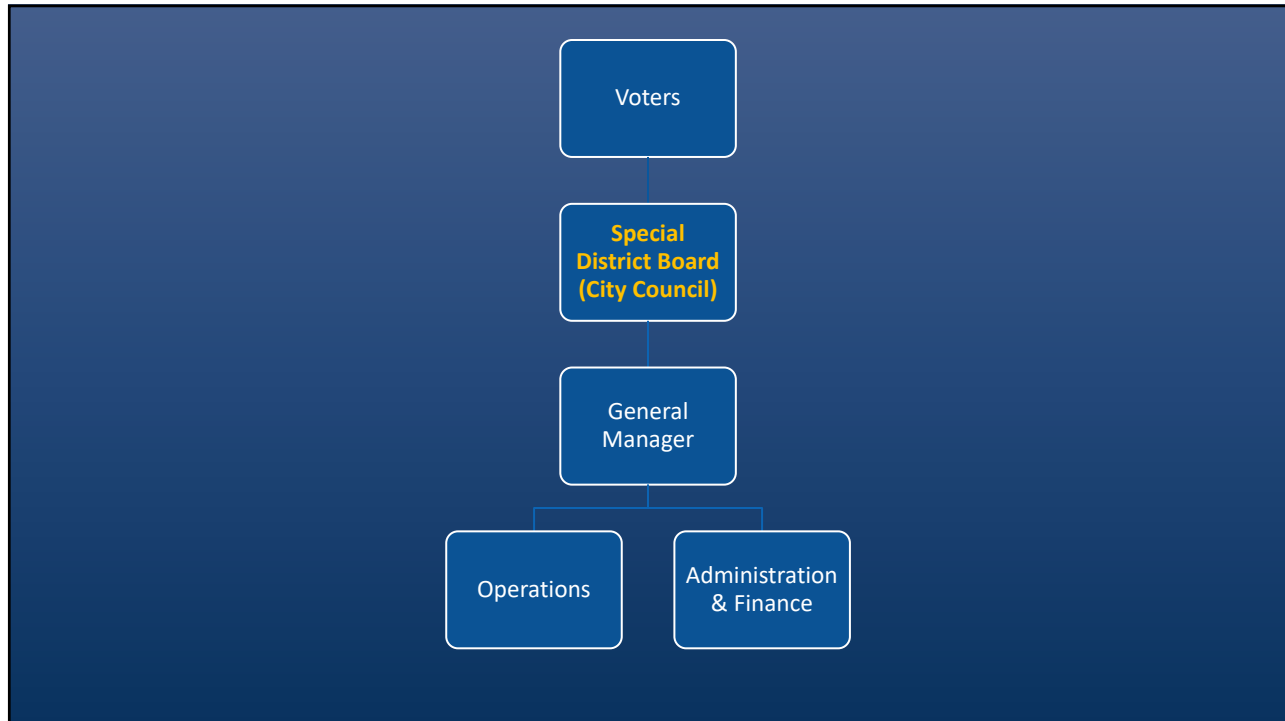 Voters
Special
District Board
(City Council)
General
Manager
Operations
Administration
& Finance